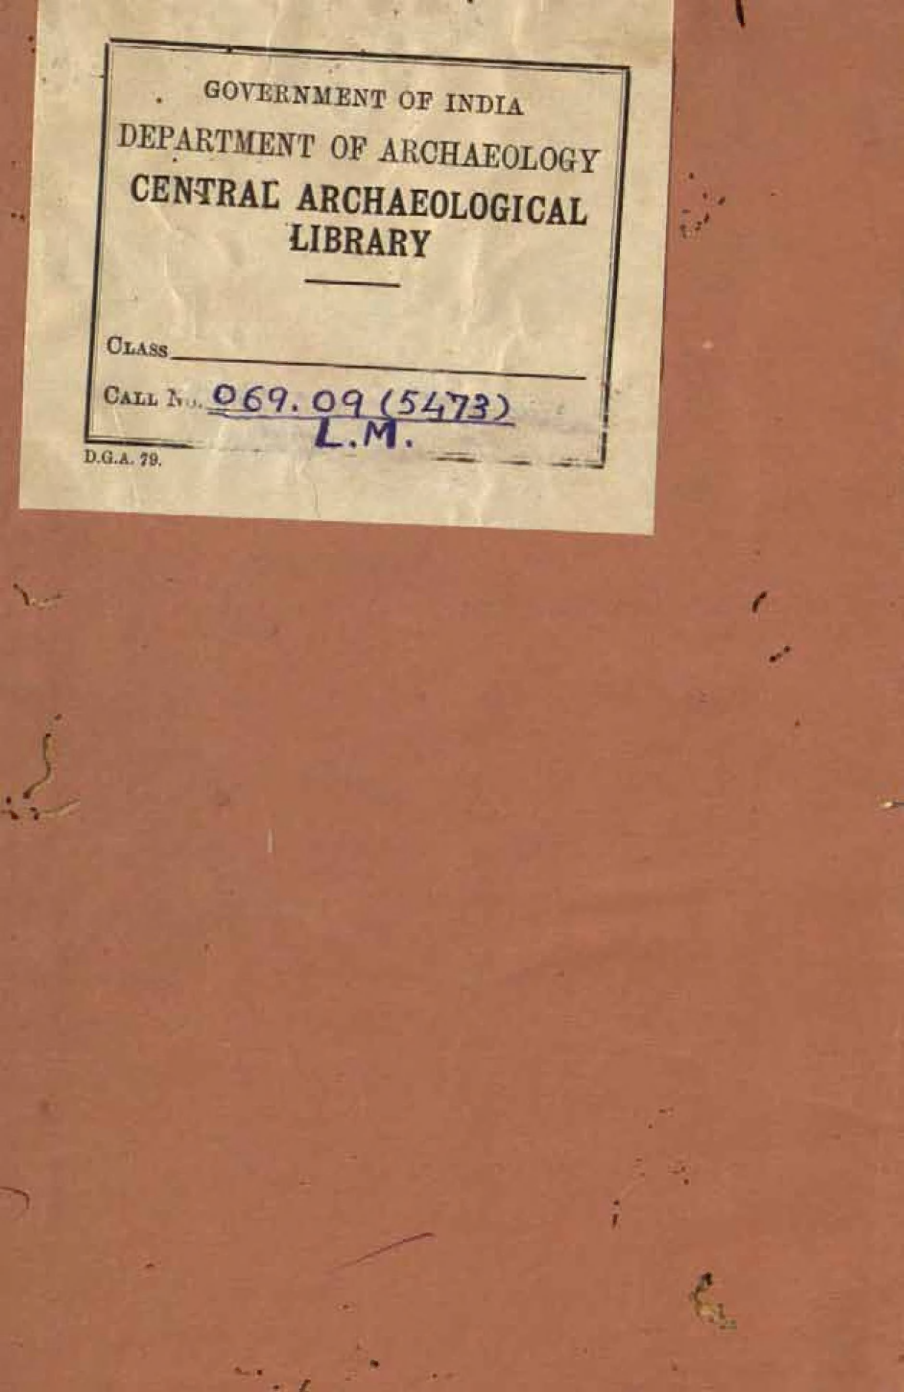 GOVERNMENT OF INDIA
DEPARTMENT OF ARCHAEOLOGY
CENTRAL ARCHAEOLOGICAL
LIBRARY
CLASS
CALL No. 069.09 (5473)
L.M.
D.G.A. 79.